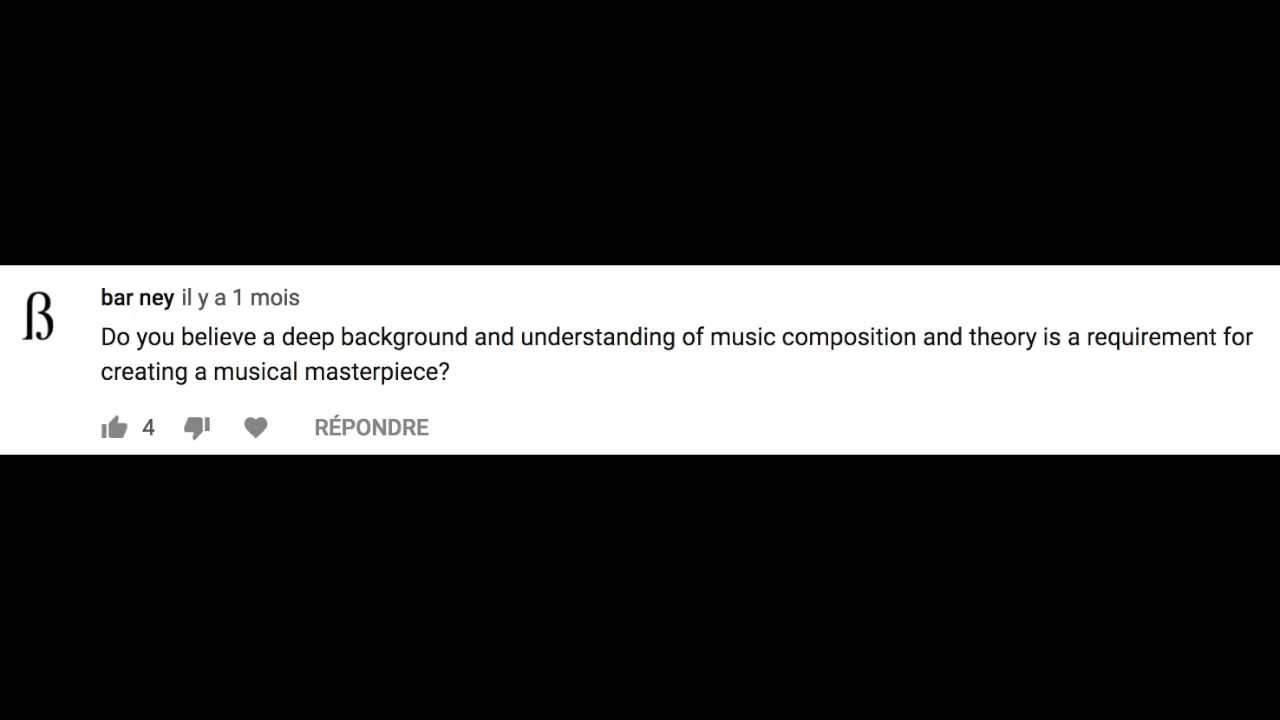 ß
bar ney il y a 1 mois
Do you believe a deep background and understanding of music composition and theory is a requirement for
creating a musical masterpiece?
4 RÉPONDRE